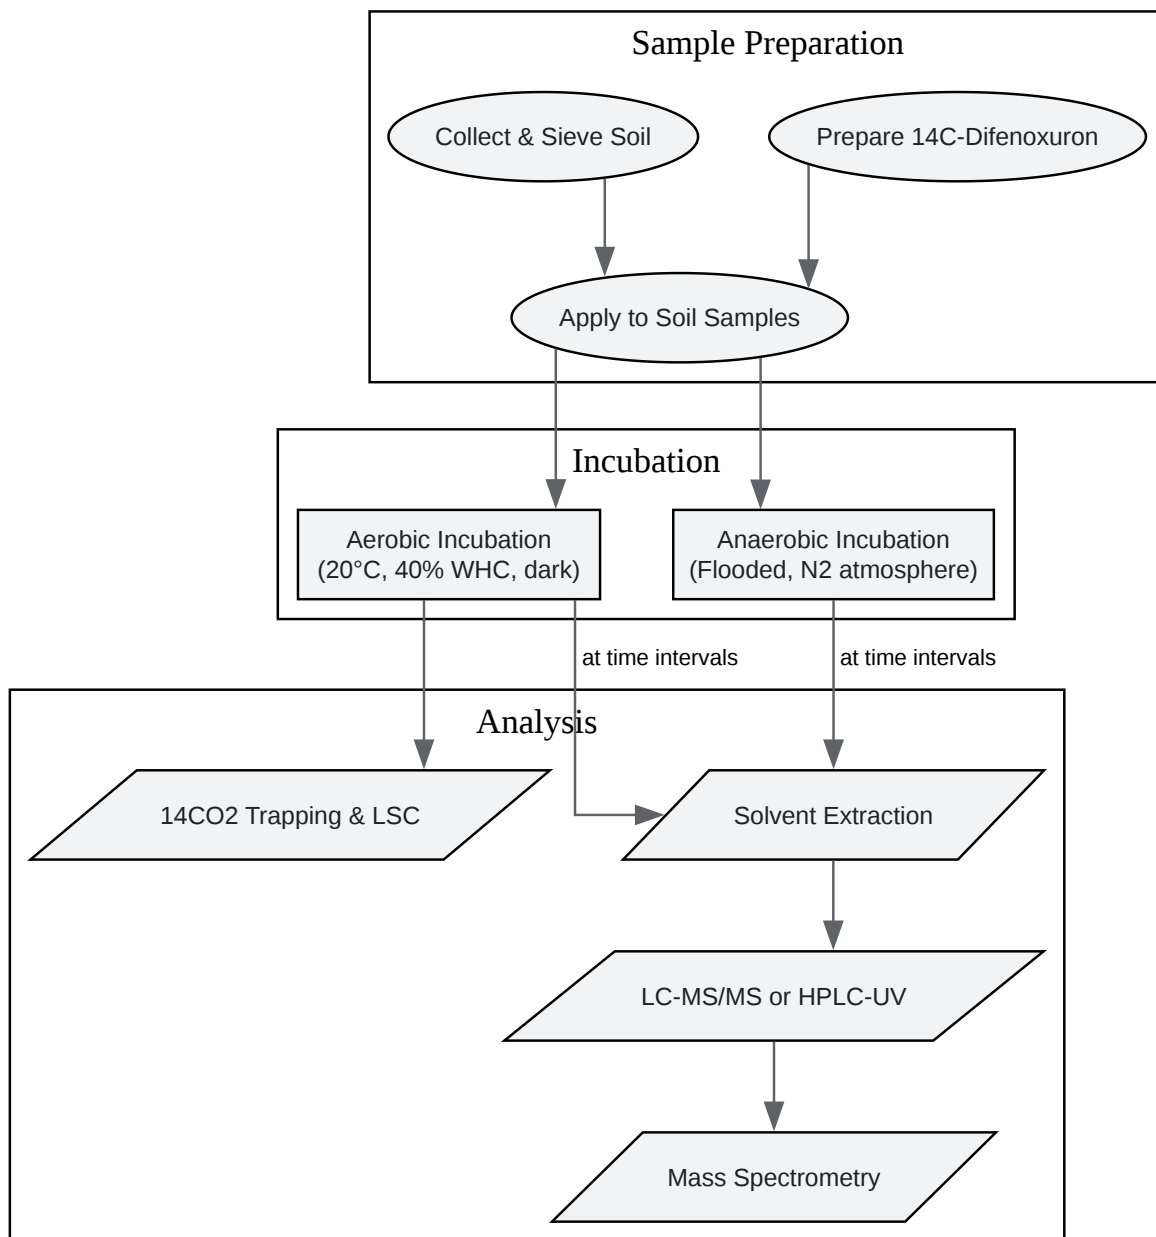 Sample Preparation
Collect & Sieve Soil
Prepare 14C-Difenoxuron
Apply to Soil Samples
Incubation
Aerobic Incubation
(20°C, 40% WHC, dark)
Anaerobic Incubation
(Flooded, N2 atmosphere)
at time intervals
at time intervals
Analysis
14CO2 Trapping & LSC
Solvent Extraction
LC-MS/MS or HPLC-UV
Mass Spectrometry